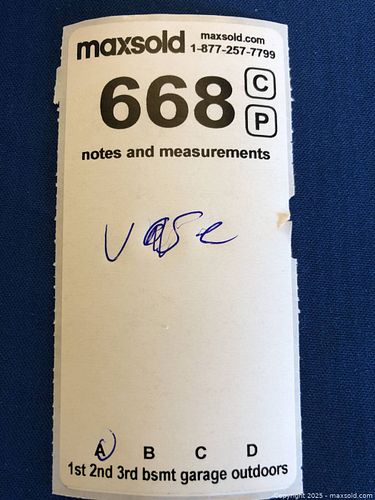 maxsold maxsold.com
1-877-257-7799
668 C
P
notes and measurements
vase
A B C D
1st 2nd 3rd bsmt garage outdoors
Copyright 2025 - maxsold.com